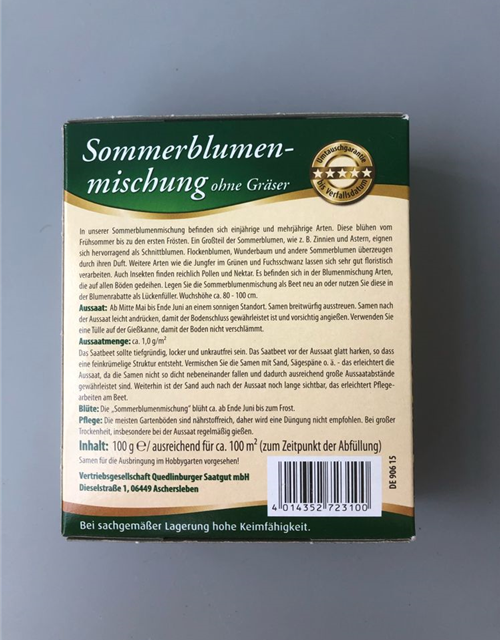 Sommerblumen-
mischung ohne Gräser
Umtauschgarantie
bis Verfallsdatum
In unserer Sommerblumenmischung befinden sich einjährige und mehrjährige Arten. Diese blühen vom
Frühsommer bis zu den ersten Frösten. Ein Großteil der Sommerblumen, wie z. B. Zinnien und Astern, eignen
sich hervorragend als Schnittblumen. Flockenblumen, Wunderbaum und andere Sommerblumen überzeugen
durch ihren Duft. Weitere Arten wie die Jungfer im Grünen und Fuchsschwanz lassen sich sehr gut floristisch
verarbeiten. Auch Insekten finden reichlich Pollen und Nektar. Es befinden sich in der Blumenmischung Arten,
die auf allen Böden gedeihen. Legen Sie die Sommerblumenmischung als Beet neu an oder nutzen Sie diese in
der Blumenrabatte als Lückenfüller. Wuchshöhe ca. 80 - 100 cm.
Aussaat: Ab Mitte Mai bis Ende Juni an einem sonnigen Standort. Samen breitwürfig ausstreuen. Samen nach
der Aussaat leicht andrücken, damit der Bodenschluss gewährleistet ist und vorsichtig angießen. Verwenden Sie
eine Tülle auf der Gießkanne, damit der Boden nicht verschlämmt.
Aussaatmenge: ca. 1,0 g/m²
Das Saatbeet sollte tiefgründig, locker und unkrautfrei sein. Das Saatbeet vor der Aussaat glatt harken, so dass
eine feinkrümelige Struktur entsteht. Vermischen Sie die Samen mit Sand, Sägespäne o. ä. - das erleichtert die
Aussaat, da die Samen nicht so dicht nebeneinander fallen und dadurch ausreichend große Aussaatabstände
gewährleistet sind. Weiterhin ist der Sand auch nach der Aussaat noch lange sichtbar, das erleichtert Pflege-
arbeiten am Beet.
Blüte: Die „Sommerblumenmischung" blüht ca. ab Ende Juni bis zum Frost.
Pflege: Die meisten Gartenböden sind nährstoffreich, daher wird eine Düngung nicht empfohlen. Bei großer
Trockenheit, insbesondere bei der Aussaat regelmäßig gießen.
Inhalt: 100 g ℮/ ausreichend für ca. 100 m² (zum Zeitpunkt der Abfüllung)
Samen für die Ausbringung im Hobbygarten vorgesehen!
Vertriebsgesellschaft Quedlinburger Saatgut mbH
Dieselstraße 1, 06449 Aschersleben
4 014352 723100
DE 906 15
Bei sachgemäßer Lagerung hohe Keimfähigkeit.